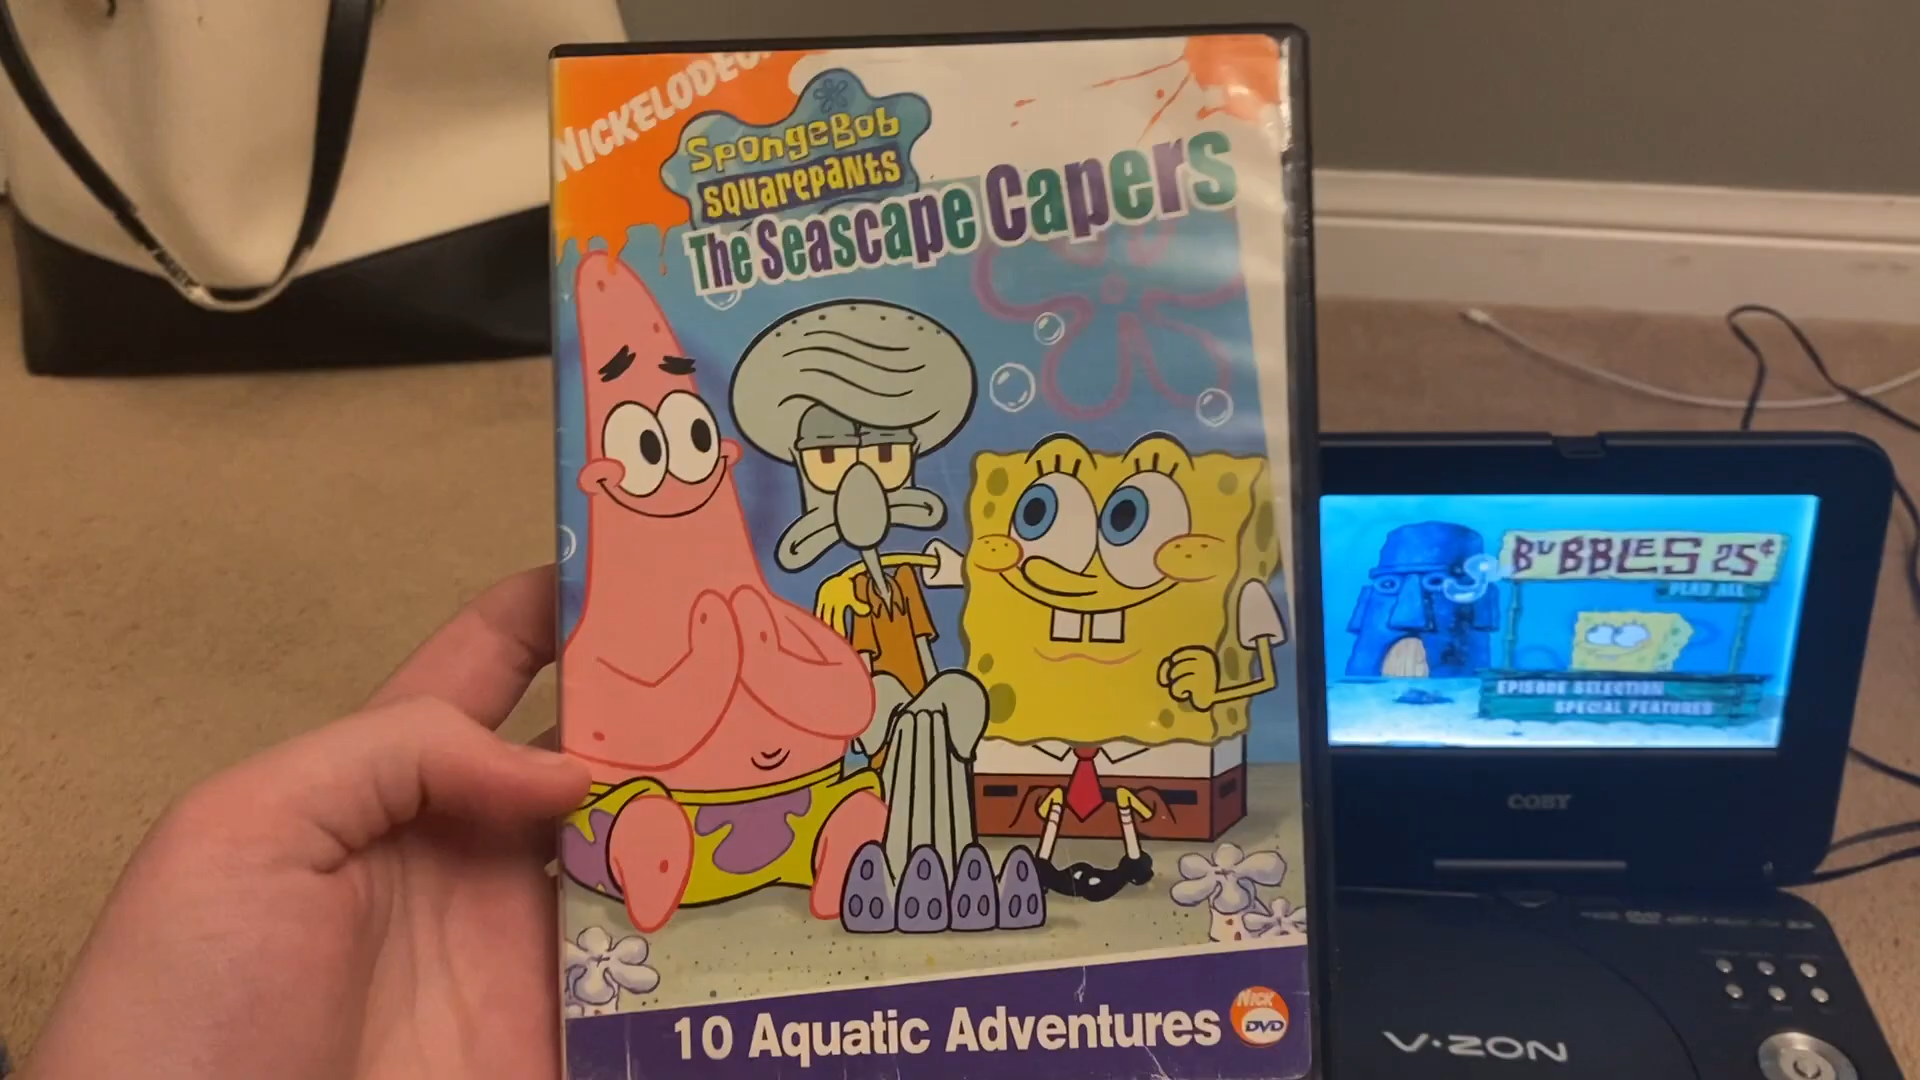 NICKELODEON
SpongeBob
SQUAREPANTS
The Seascape Capers
10 Aquatic Adventures
NICK
DVD
BUBBLES 25¢
PLAY ALL
EPISODE SELECTION
SPECIAL FEATURES
COBY
V·ZON